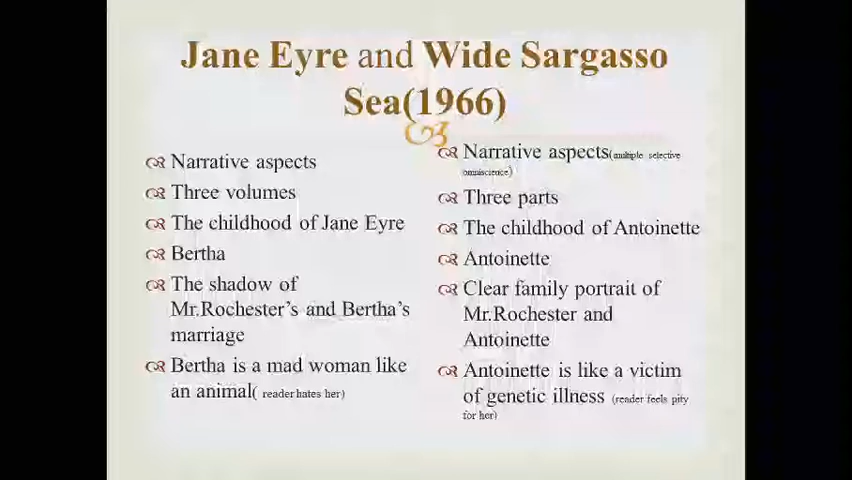 Jane Eyre and Wide Sargasso
Sea(1966)
Narrative aspects
Three volumes
The childhood of Jane Eyre
Bertha
The shadow of
Mr.Rochester's and Bertha's
marriage
Bertha is a mad woman like
an animal( reader hates her)
Narrative aspects(multiple selective
omniscience)
Three parts
The childhood of Antoinette
Antoinette
Clear family portrait of
Mr.Rochester and
Antoinette
Antoinette is like a victim
of genetic illness (reader feels pity
for her)